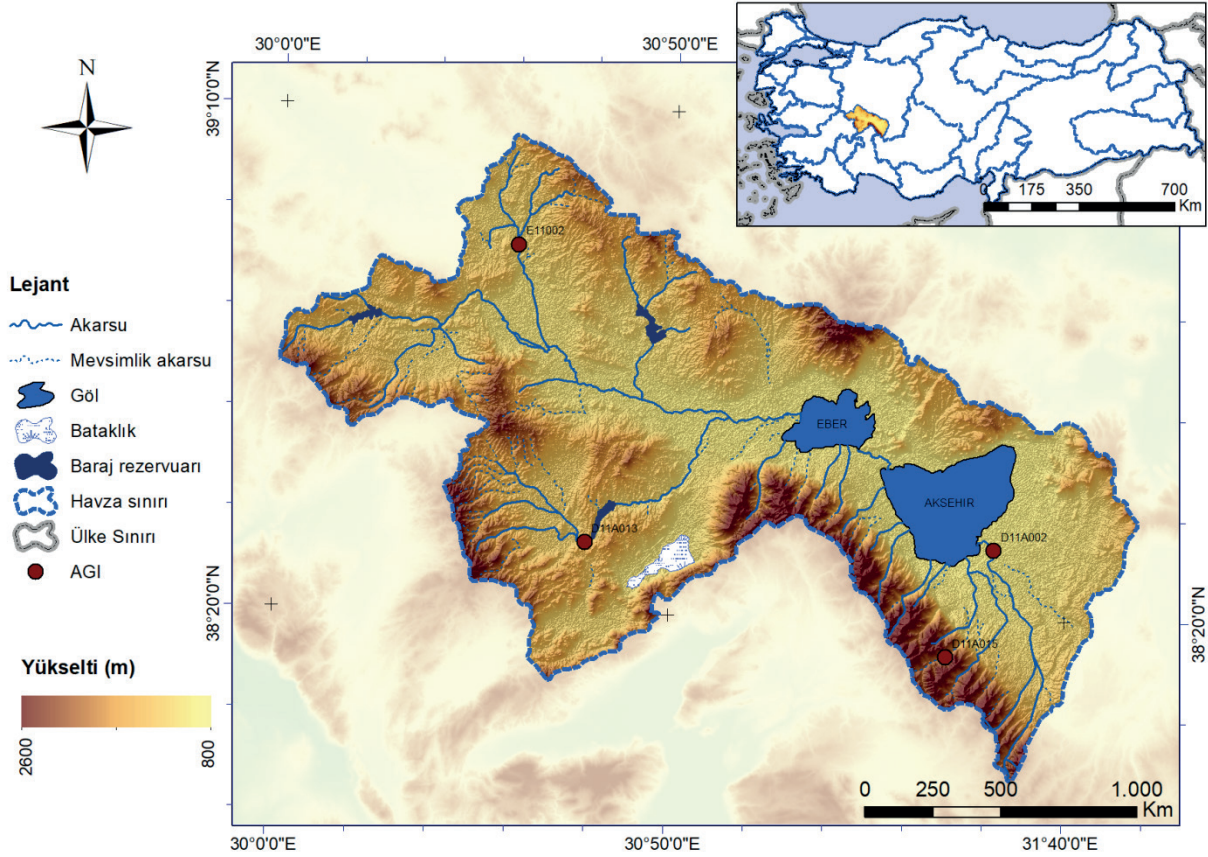 30°0'0"E
30°50'0"E
N
39°10'0"N
0 175 350 700
Km
E11002
Lejant
Akarsu
Mevsimlik akarsu
Göl
Bataklık
Baraj rezervuarı
Havza sınırı
Ülke Sınırı
AGI
EBER
AKSEHIR
D11A013
D11A002
D11A015
38°20'0"N
38°20'0"N
Yükselti (m)
2600
800
0 250 500 1.000
Km
30°0'0"E
30°50'0"E
31°40'0"E